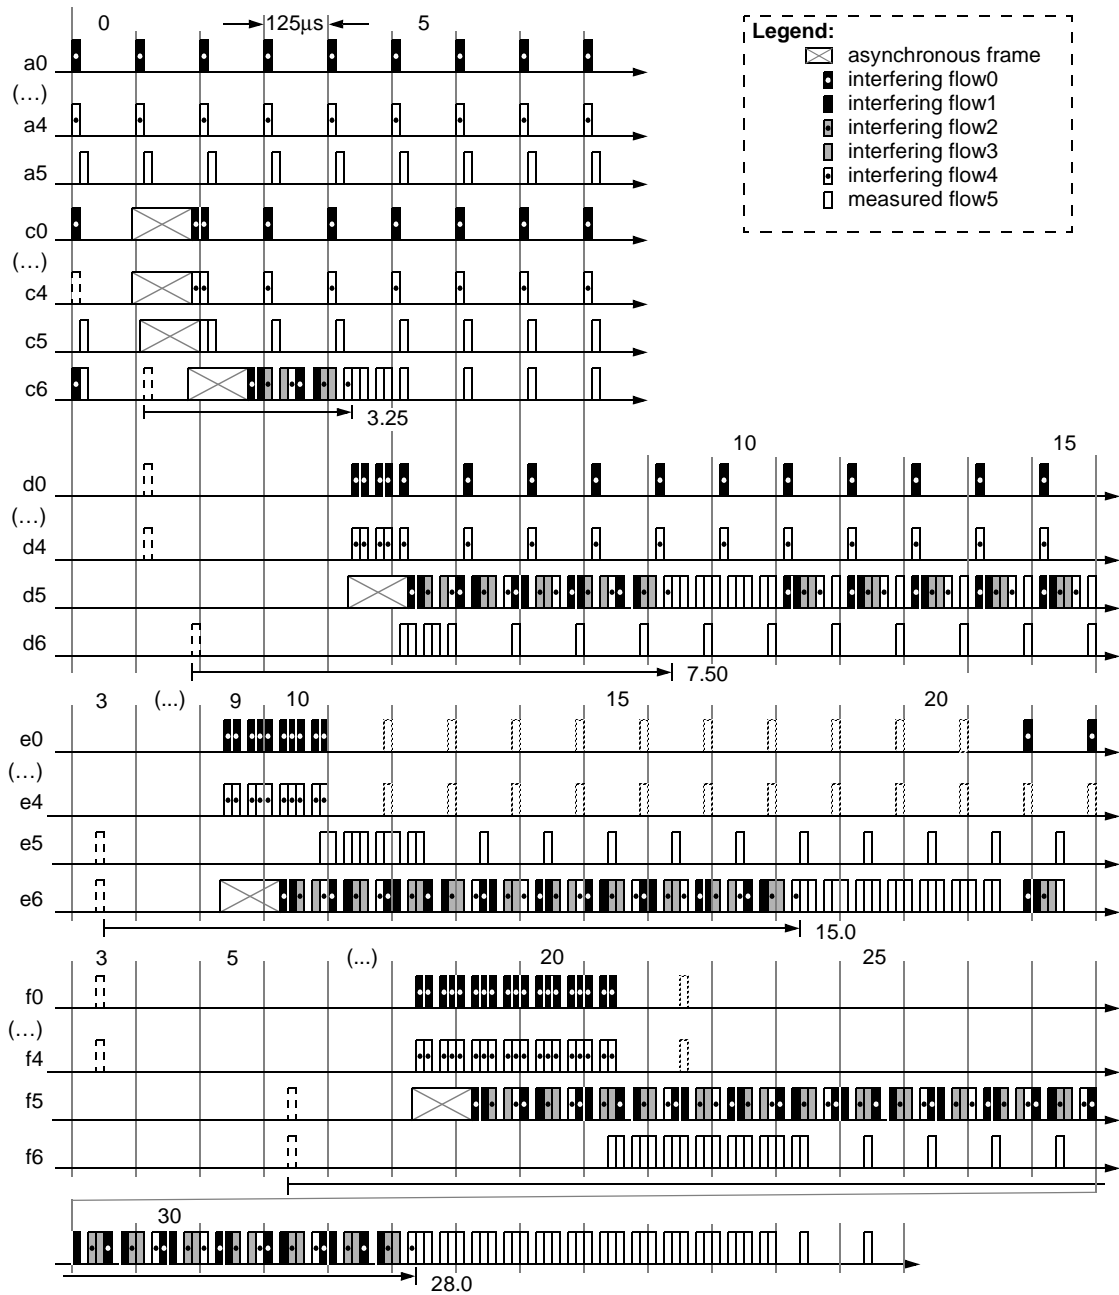 0 125µs 5
Legend:
asynchronous frame
interfering flow0
interfering flow1
interfering flow2
interfering flow3
interfering flow4
measured flow5
a0
(...)
a4
a5
c0
(...)
c4
c5
c6
3.25
10 15
d0
(...)
d4
d5
d6
7.50
3 (...) 9 10 15 20
e0
(...)
e4
e5
e6
15.0
3 5 (...) 20 25
f0
(...)
f4
f5
f6
30
28.0